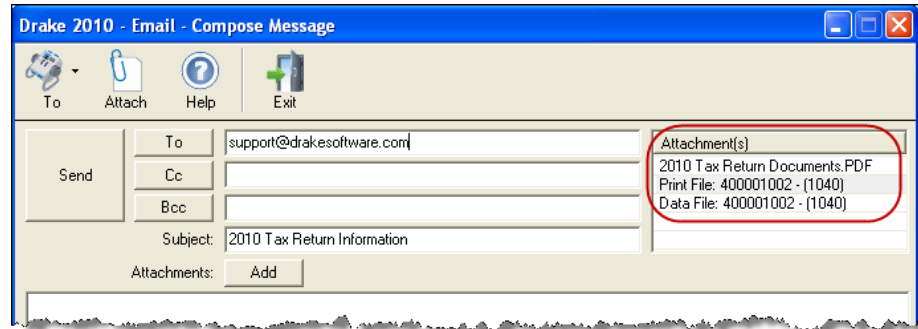 Drake 2010 - Email - Compose Message
To Attach Help Exit
Send
To support@drakesoftware.com
Cc
Bcc
Subject: 2010 Tax Return Information
Attachments: Add
Attachment(s)
2010 Tax Return Documents.PDF
Print File: 400001002 - (1040)
Data File: 400001002 - (1040)